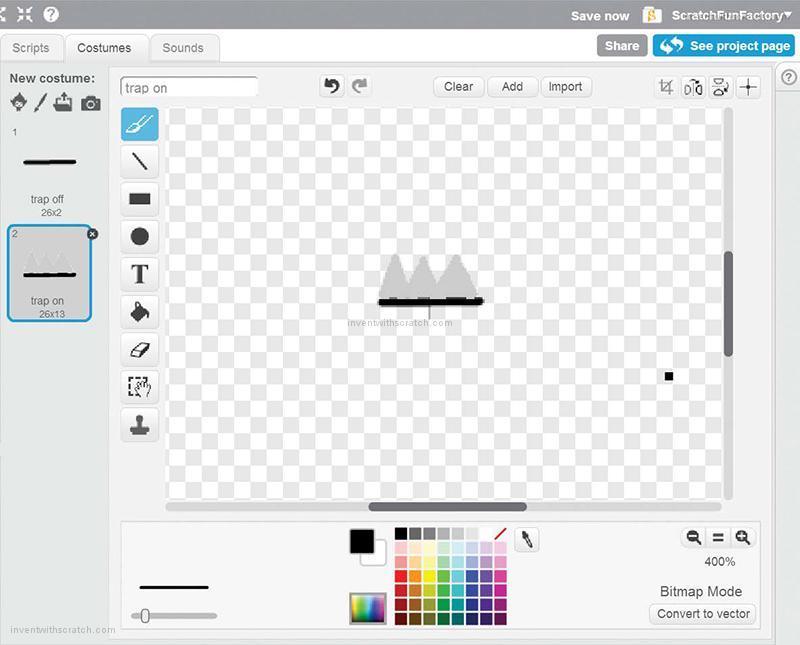 Save now
ScratchFunFactory▼
Scripts
Costumes
Sounds
Share
See project page
New costume:
trap on
Clear
Add
Import
1
trap off
26x2
2
trap on
26x13
T
inventwithscratch.com
400%
Bitmap Mode
Convert to vector
inventwithscratch.com